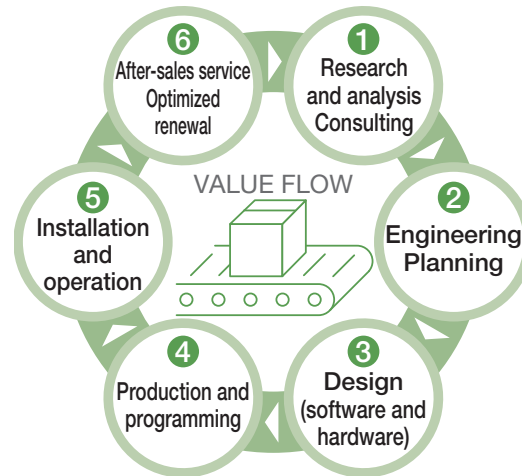 1
Research
and analysis
Consulting
2
Engineering
Planning
3
Design
(software and
hardware)
4
Production and
programming
5
Installation
and
operation
6
After-sales service
Optimized
renewal
VALUE FLOW